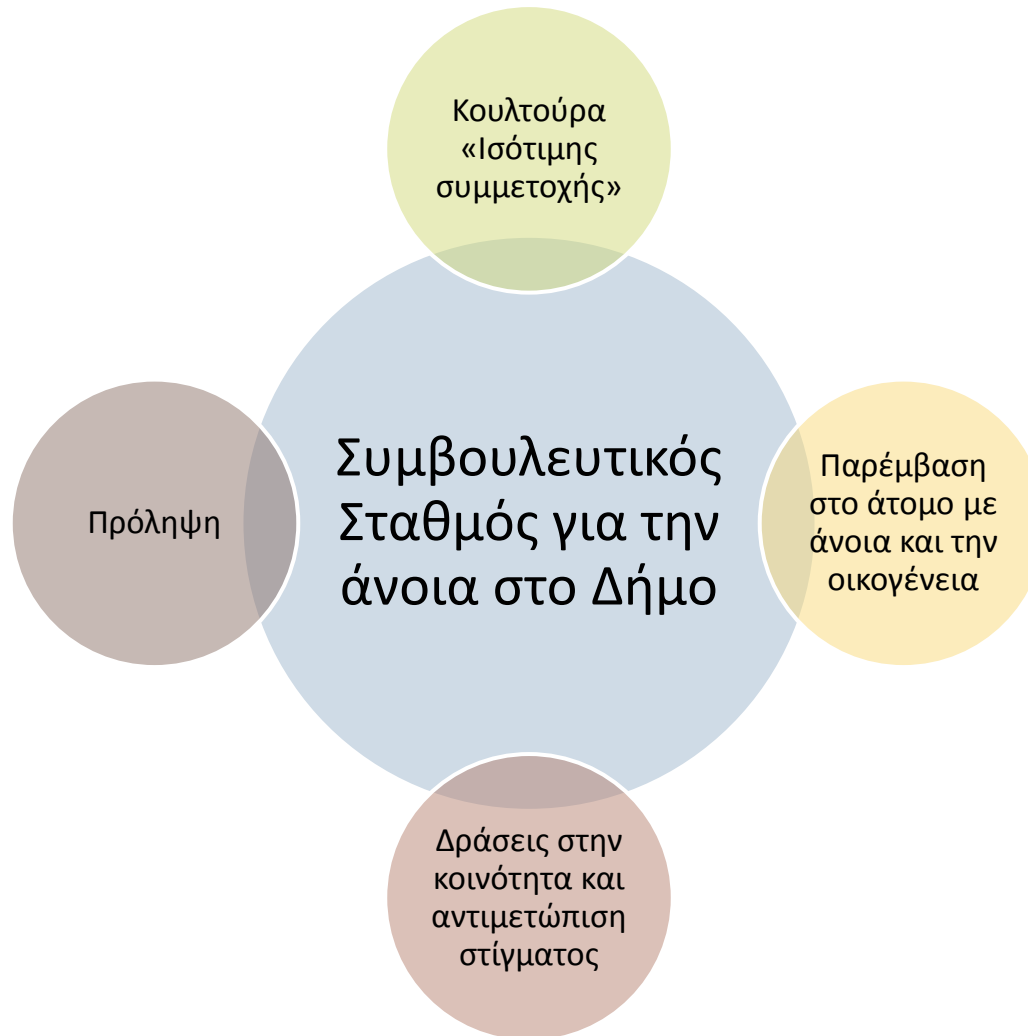 Κουλτούρα
«Ισότιμης
συμμετοχής»
Συμβουλευτικός
Σταθμός για την
άνοια στο Δήμο
Πρόληψη
Παρέμβαση
στο άτομο με
άνοια και την
οικογένεια
Δράσεις στην
κοινότητα και
αντιμετώπιση
στίγματος